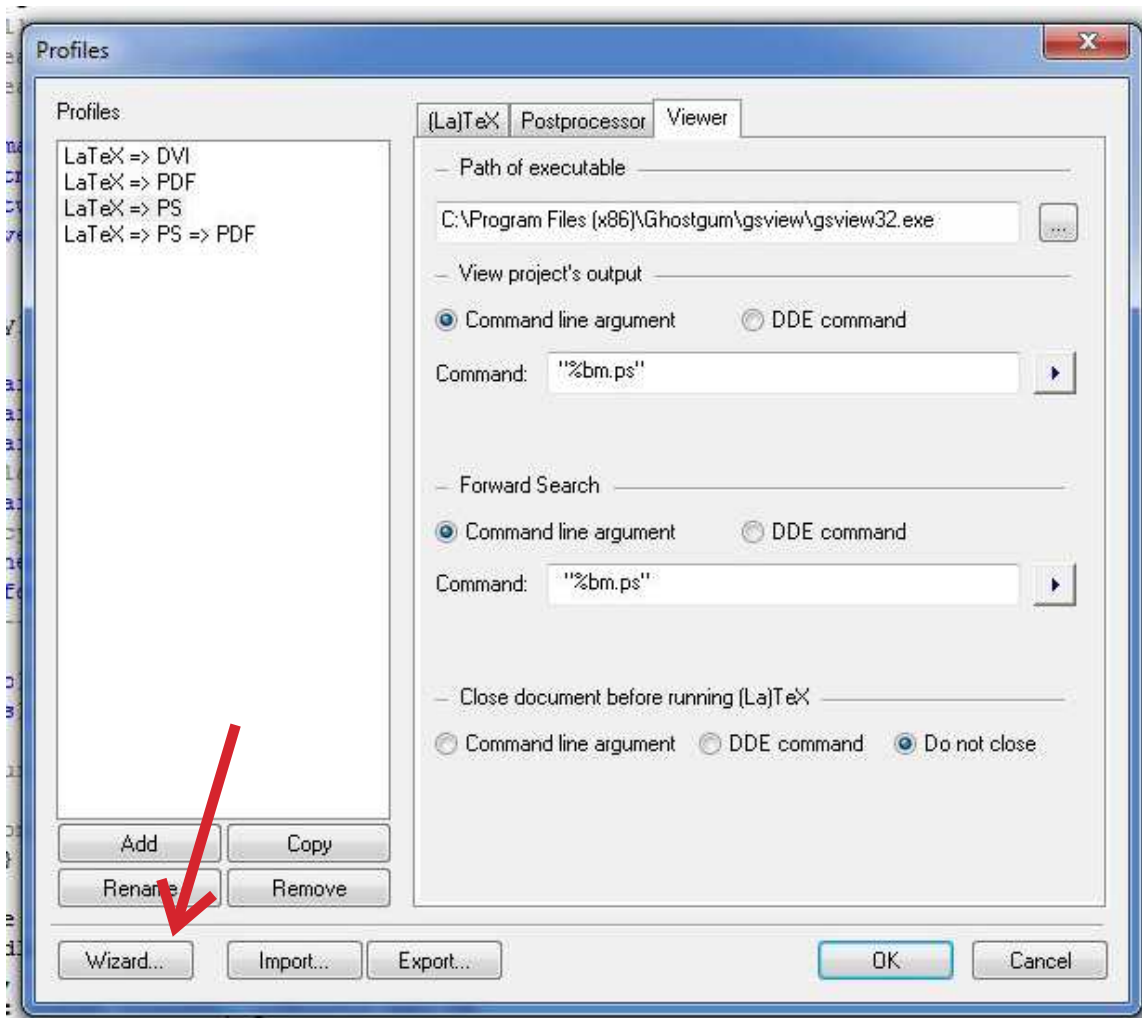 Profiles
Profiles
LaTeX => DVI
LaTeX => PDF
LaTeX => PS
LaTeX => PS => PDF
Add Copy
Rename Remove
(La)TeX Postprocessor Viewer
Path of executable
C:\Program Files (x86)\Ghostgum\gsview\gsview32.exe ...
View project's output
Command line argument DDE command
Command: "%bm.ps"
Forward Search
Command line argument DDE command
Command: "%bm.ps"
Close document before running (La)TeX
Command line argument DDE command Do not close
Wizard... Import... Export... OK Cancel